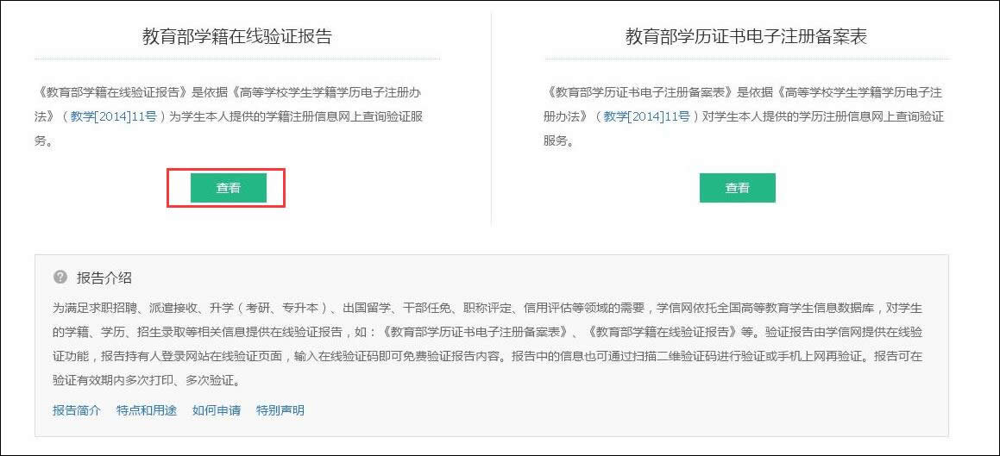 教育部学籍在线验证报告
《教育部学籍在线验证报告》是依据《高等学校学生学籍学历电子注册办
法》（教学[2014]11号）为学生本人提供的学籍注册信息网上查询验证服
务。
查看
教育部学历证书电子注册备案表
《教育部学历证书电子注册备案表》是依据《高等学校学生学籍学历电子注
册办法》（教学[2014]11号）对学生本人提供的学历注册信息网上查询验证
服务。
查看
? 报告介绍
为满足求职招聘、派遣接收、升学（考研、专升本）、出国留学、干部任免、职称评定、信用评估等领域的需要，学信网依托全国高等教育学生信息数据库，对学生
的学籍、学历、招生录取等相关信息提供在线验证报告，如：《教育部学历证书电子注册备案表》、《教育部学籍在线验证报告》等。验证报告由学信网提供在线验
证功能，报告持有人登录网站在线验证页面，输入在线验证码即可免费验证报告内容。报告中的信息也可通过扫描二维验证码进行验证或手机上网再验证。报告可在
验证有效期内多次打印、多次验证。
报告简介 特点和用途 如何申请 特别声明